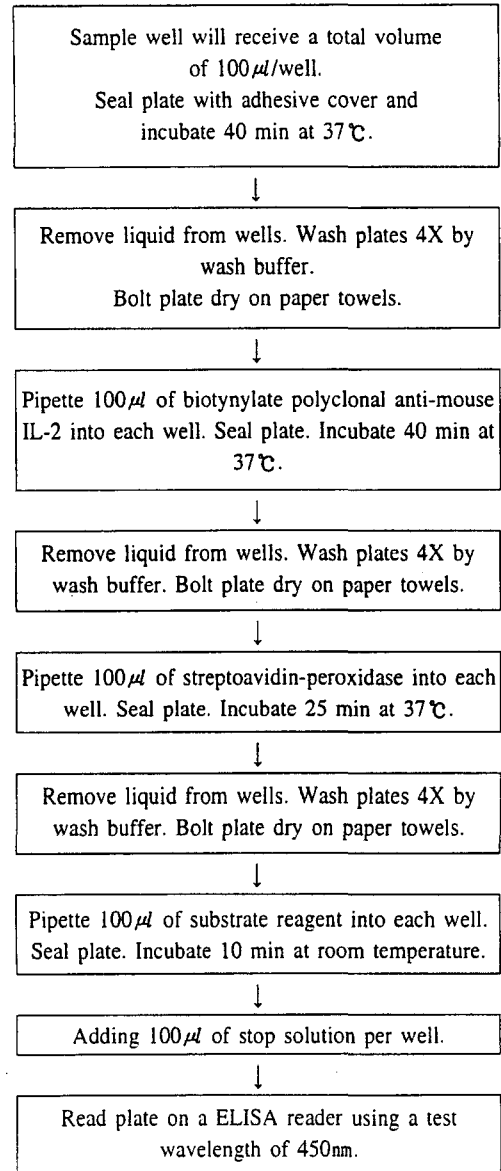 Sample well will receive a total volume
of 100㎕/well.
Seal plate with adhesive cover and
incubate 40 min at 37℃.
↓
Remove liquid from wells. Wash plates 4X by
wash buffer.
Bolt plate dry on paper towels.
↓
Pipette 100㎕ of biotynylate polyclonal anti-mouse
IL-2 into each well. Seal plate. Incubate 40 min at
37℃.
↓
Remove liquid from wells. Wash plates 4X by
wash buffer. Bolt plate dry on paper towels.
↓
Pipette 100㎕ of streptoavidin-peroxidase into each
well. Seal plate. Incubate 25 min at 37℃.
↓
Remove liquid from wells. Wash plates 4X by
wash buffer. Bolt plate dry on paper towels.
↓
Pipette 100㎕ of substrate reagent into each well.
Seal plate. Incubate 10 min at room temperature.
↓
Adding 100㎕ of stop solution per well.
↓
Read plate on a ELISA reader using a test
wavelength of 450nm.